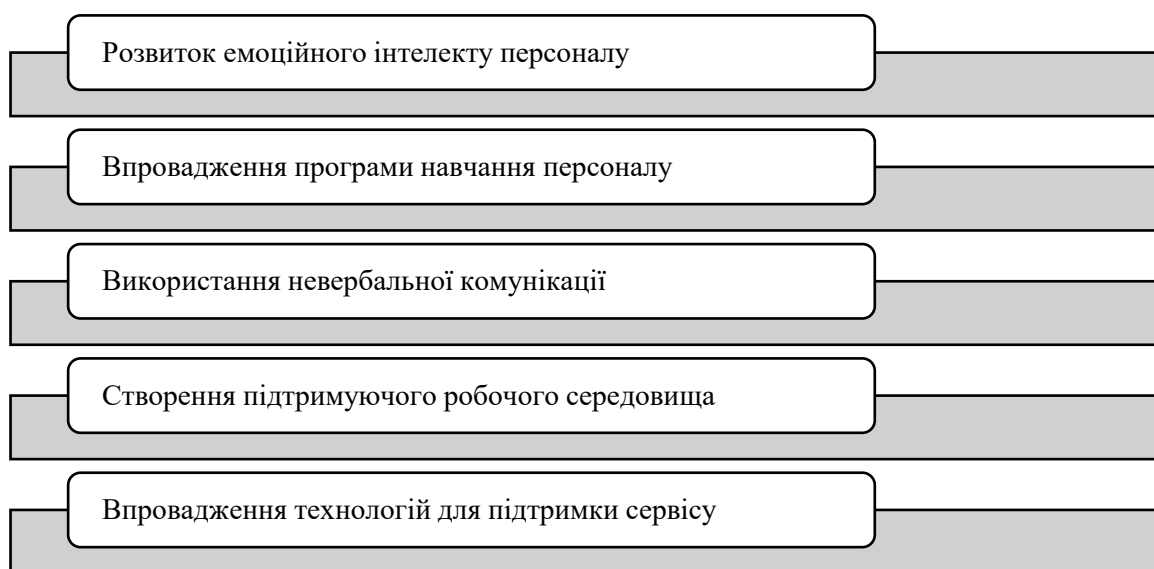 Розвиток емоційного інтелекту персоналу
Впровадження програми навчання персоналу
Використання невербальної комунікації
Створення підтримуючого робочого середовища
Впровадження технологій для підтримки сервісу